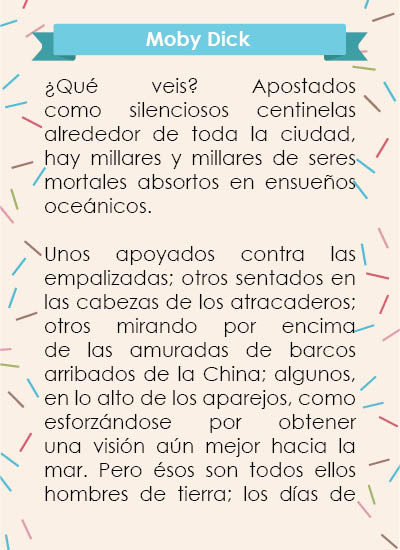 Moby Dick
¿Qué veis? Apostados
como silenciosos centinelas
alrededor de toda la ciudad,
hay millares y millares de seres
mortales absortos en ensueños
oceánicos.
Unos apoyados contra las
empalizadas; otros sentados en
las cabezas de los atracaderos;
otros mirando por encima
de las amuradas de barcos
arribados de la China; algunos,
en lo alto de los aparejos, como
esforzándose por obtener
una visión aún mejor hacia la
mar. Pero ésos son todos ellos
hombres de tierra; los días de